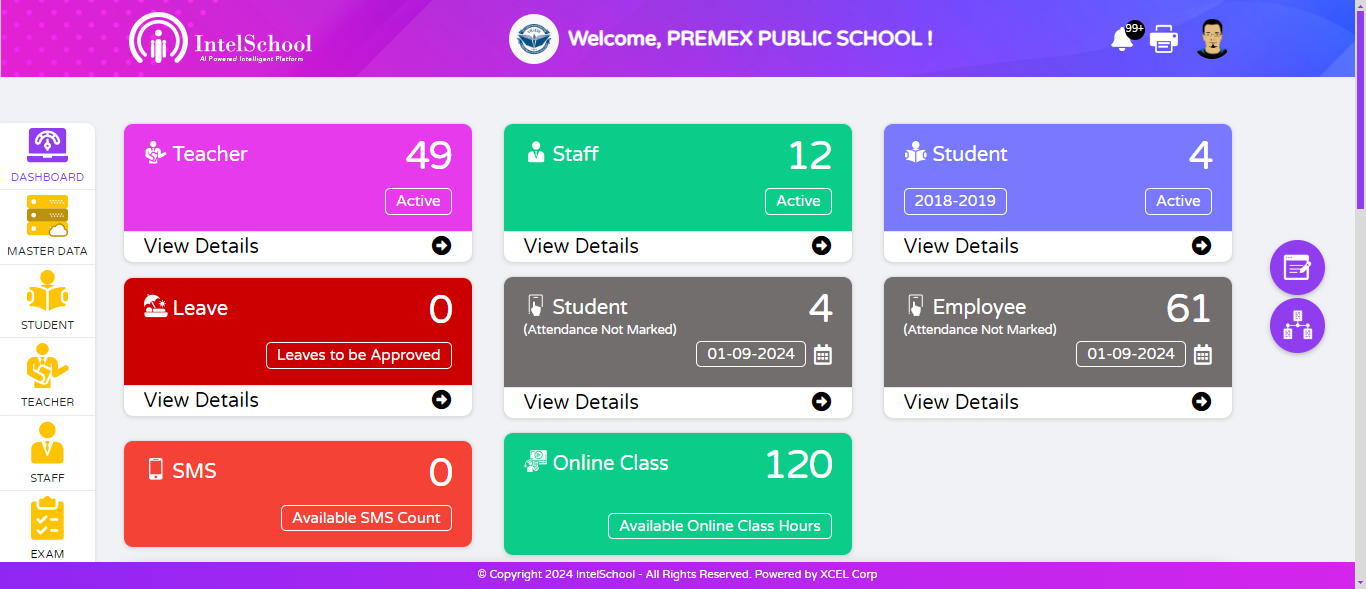 IntelSchool
AI Powered Intelligent Platform
Welcome, PREMEX PUBLIC SCHOOL !
99+
DASHBOARD
MASTER DATA
STUDENT
TEACHER
STAFF
EXAM
Teacher 49
Active
View Details
Staff 12
Active
View Details
Student 4
2018-2019 Active
View Details
Leave 0
Leaves to be Approved
View Details
Student 4
(Attendance Not Marked)
01-09-2024
View Details
Employee 61
(Attendance Not Marked)
01-09-2024
View Details
SMS 0
Available SMS Count
Online Class 120
Available Online Class Hours
© Copyright 2024 IntelSchool - All Rights Reserved. Powered by XCEL Corp